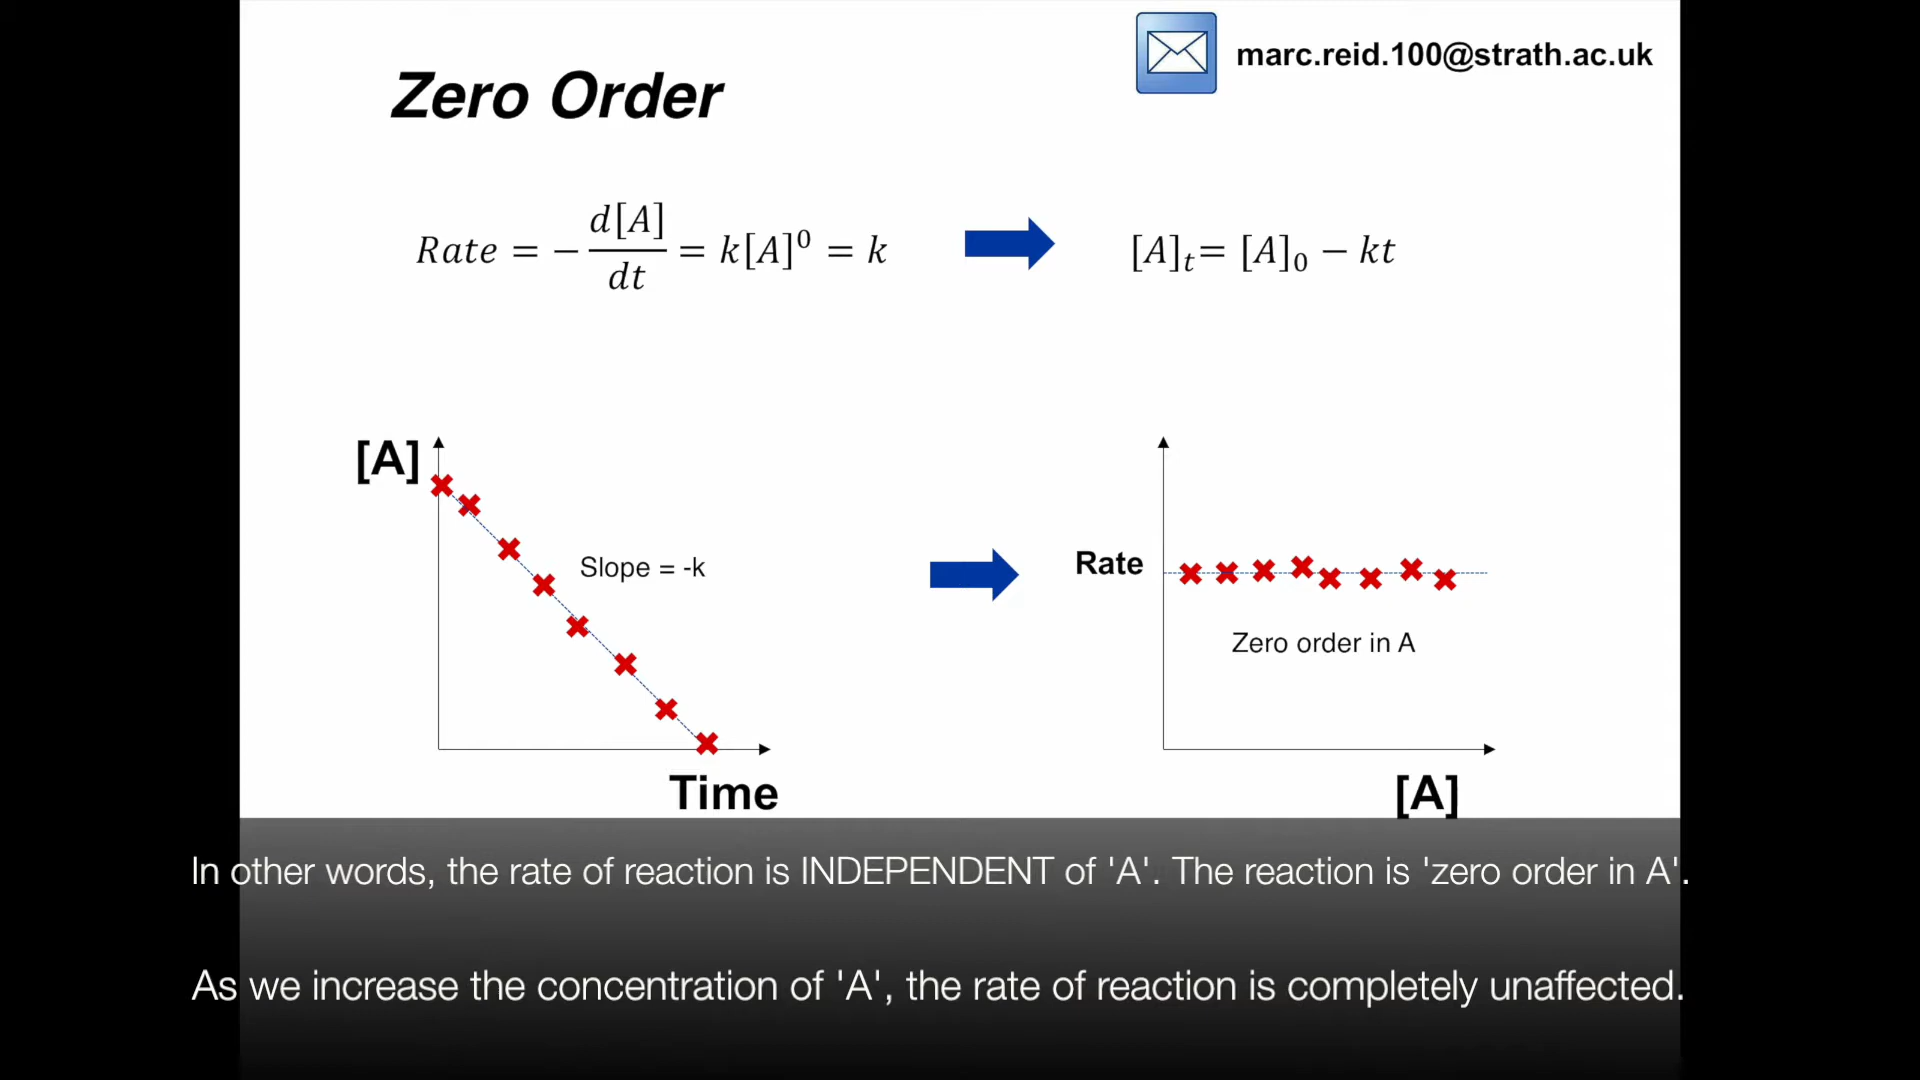 marc.reid.100@strath.ac.uk
Zero Order
Rate = − d[A]/dt = k[A]⁰ = k
[A]ₜ= [A]₀ − kt
[A]
Slope = -k
Time
Rate
Zero order in A
[A]
In other words, the rate of reaction is INDEPENDENT of 'A'. The reaction is 'zero order in A'.
As we increase the concentration of 'A', the rate of reaction is completely unaffected.